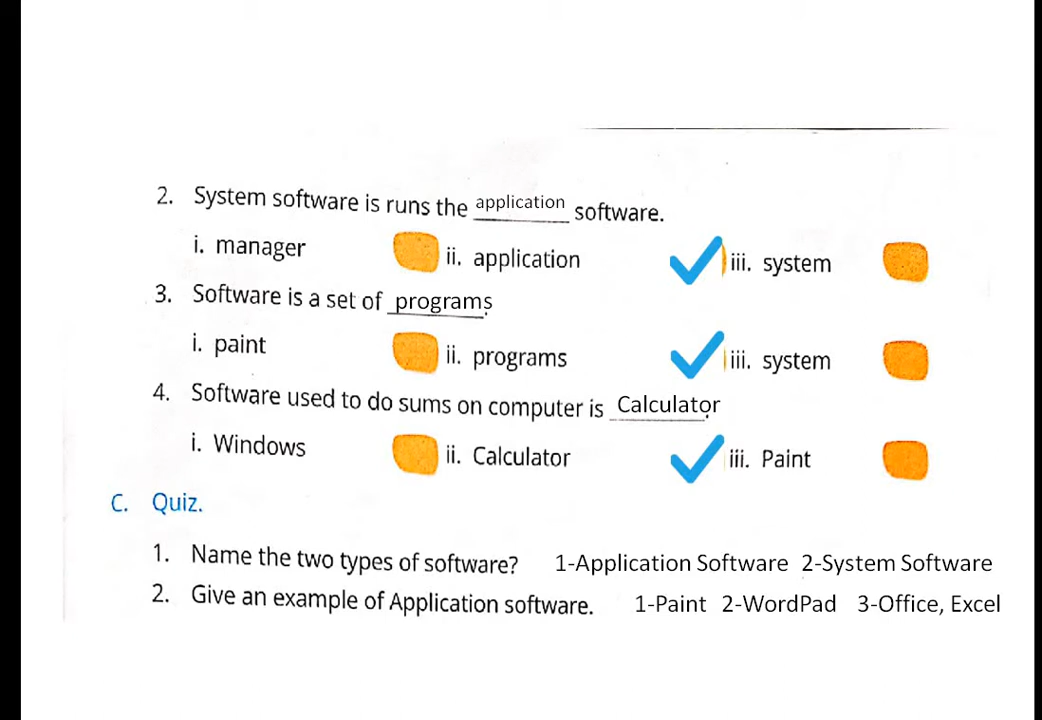 2. System software is runs the application software.
i. manager ii. application iii. system
3. Software is a set of programs.
i. paint ii. programs iii. system
4. Software used to do sums on computer is Calculator.
i. Windows ii. Calculator iii. Paint
C. Quiz.
1. Name the two types of software? 1-Application Software 2-System Software
2. Give an example of Application software. 1-Paint 2-WordPad 3-Office, Excel